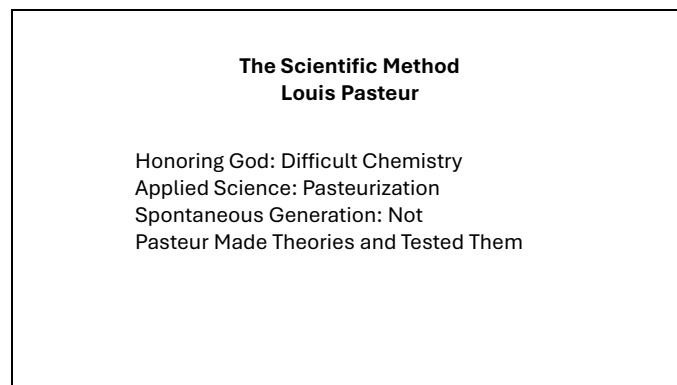 The Scientific Method
Louis Pasteur
Honoring God: Difficult Chemistry
Applied Science: Pasteurization
Spontaneous Generation: Not
Pasteur Made Theories and Tested Them